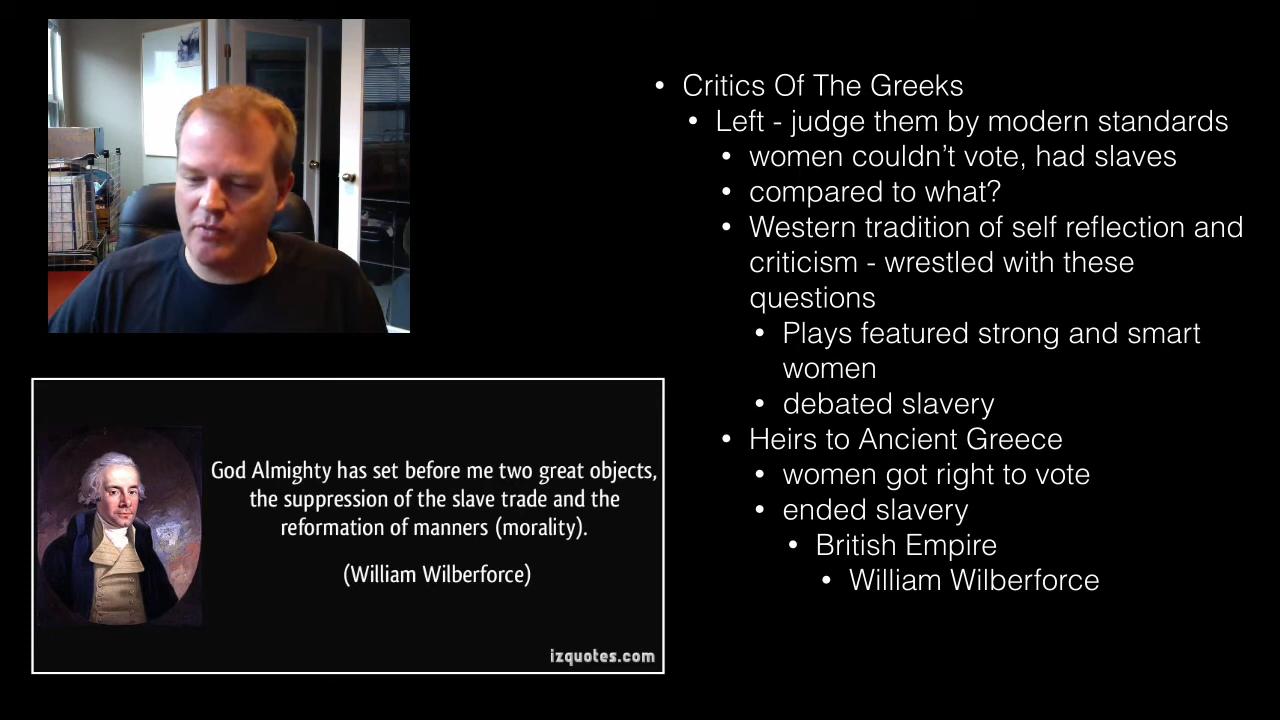 • Critics Of The Greeks
• Left - judge them by modern standards
• women couldn’t vote, had slaves
• compared to what?
• Western tradition of self reflection and
criticism - wrestled with these
questions
• Plays featured strong and smart
women
• debated slavery
• Heirs to Ancient Greece
• women got right to vote
• ended slavery
• British Empire
• William Wilberforce
God Almighty has set before me two great objects,
the suppression of the slave trade and the
reformation of manners (morality).
(William Wilberforce)
izquotes.com